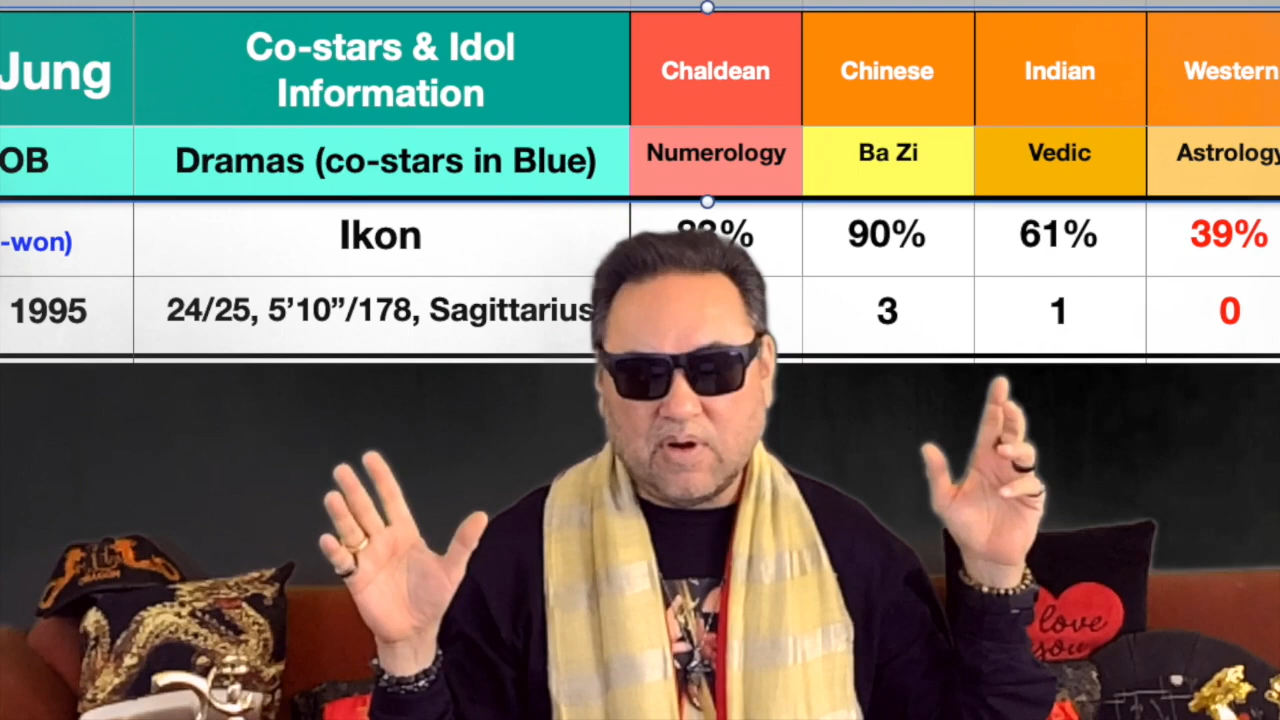 Jung
Co-stars & Idol
Information
Chaldean
Chinese
Indian
Western
OB
Dramas (co-stars in Blue)
Numerology
Ba Zi
Vedic
Astrology
-won)
Ikon
90%
61%
39%
1995
24/25, 5’10”/178, Sagittarius
3
1
0
love
you